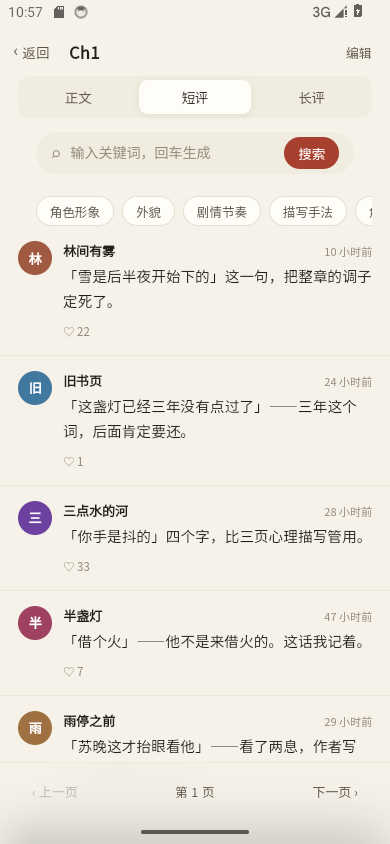 10:57
3G
‹ 返回
Ch1
编辑
正文
短评
长评
输入关键词，回车生成
搜索
角色形象
外貌
剧情节奏
描写手法
林
林间有雾
10 小时前
「雪是后半夜开始下的」这一句，把整章的调子
定死了。
♡ 22
旧
旧书页
24 小时前
「这盏灯已经三年没有点过了」——三年这个
词，后面肯定要还。
♡ 1
三
三点水的河
28 小时前
「你手是抖的」四个字，比三页心理描写管用。
♡ 33
半
半盏灯
47 小时前
「借个火」——他不是来借火的。这话我记着。
♡ 7
雨
雨停之前
29 小时前
「苏晚这才抬眼看他」——看了两息，作者写
‹ 上一页
第 1 页
下一页 ›